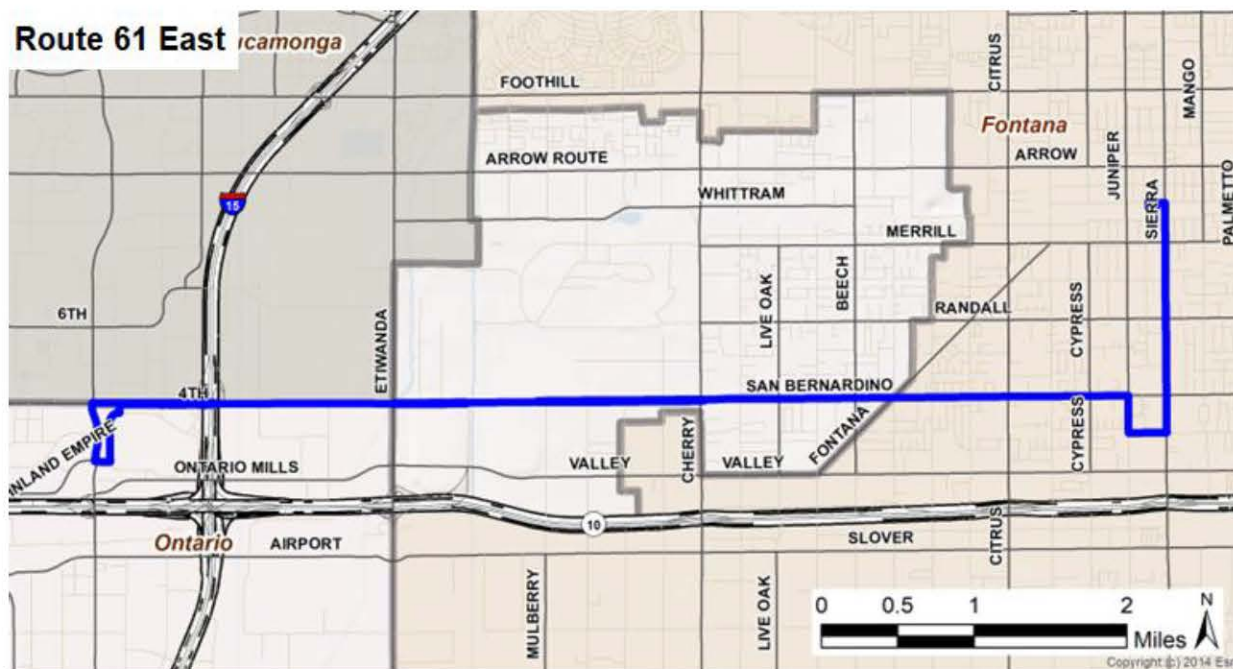 Route 61 East
ucamonga
FOOTHILL
CITRUS
MANGO
Fontana
ARROW ROUTE
ARROW
JUNIPER
15
WHITTRAM
SIERRA
PALMETTO
MERRILL
6TH
ETIWANDA
LIVE OAK
BEECH
RANDALL
CYPRESS
4TH
SAN BERNARDINO
INLAND EMPIRE
ONTARIO MILLS
VALLEY
CHERRY
VALLEY
FONTANA
CYPRESS
10
Ontario
AIRPORT
SLOVER
CITRUS
MULBERRY
LIVE OAK
0 0.5 1 2
Miles
N
Copyright:(c) 2014 Esr